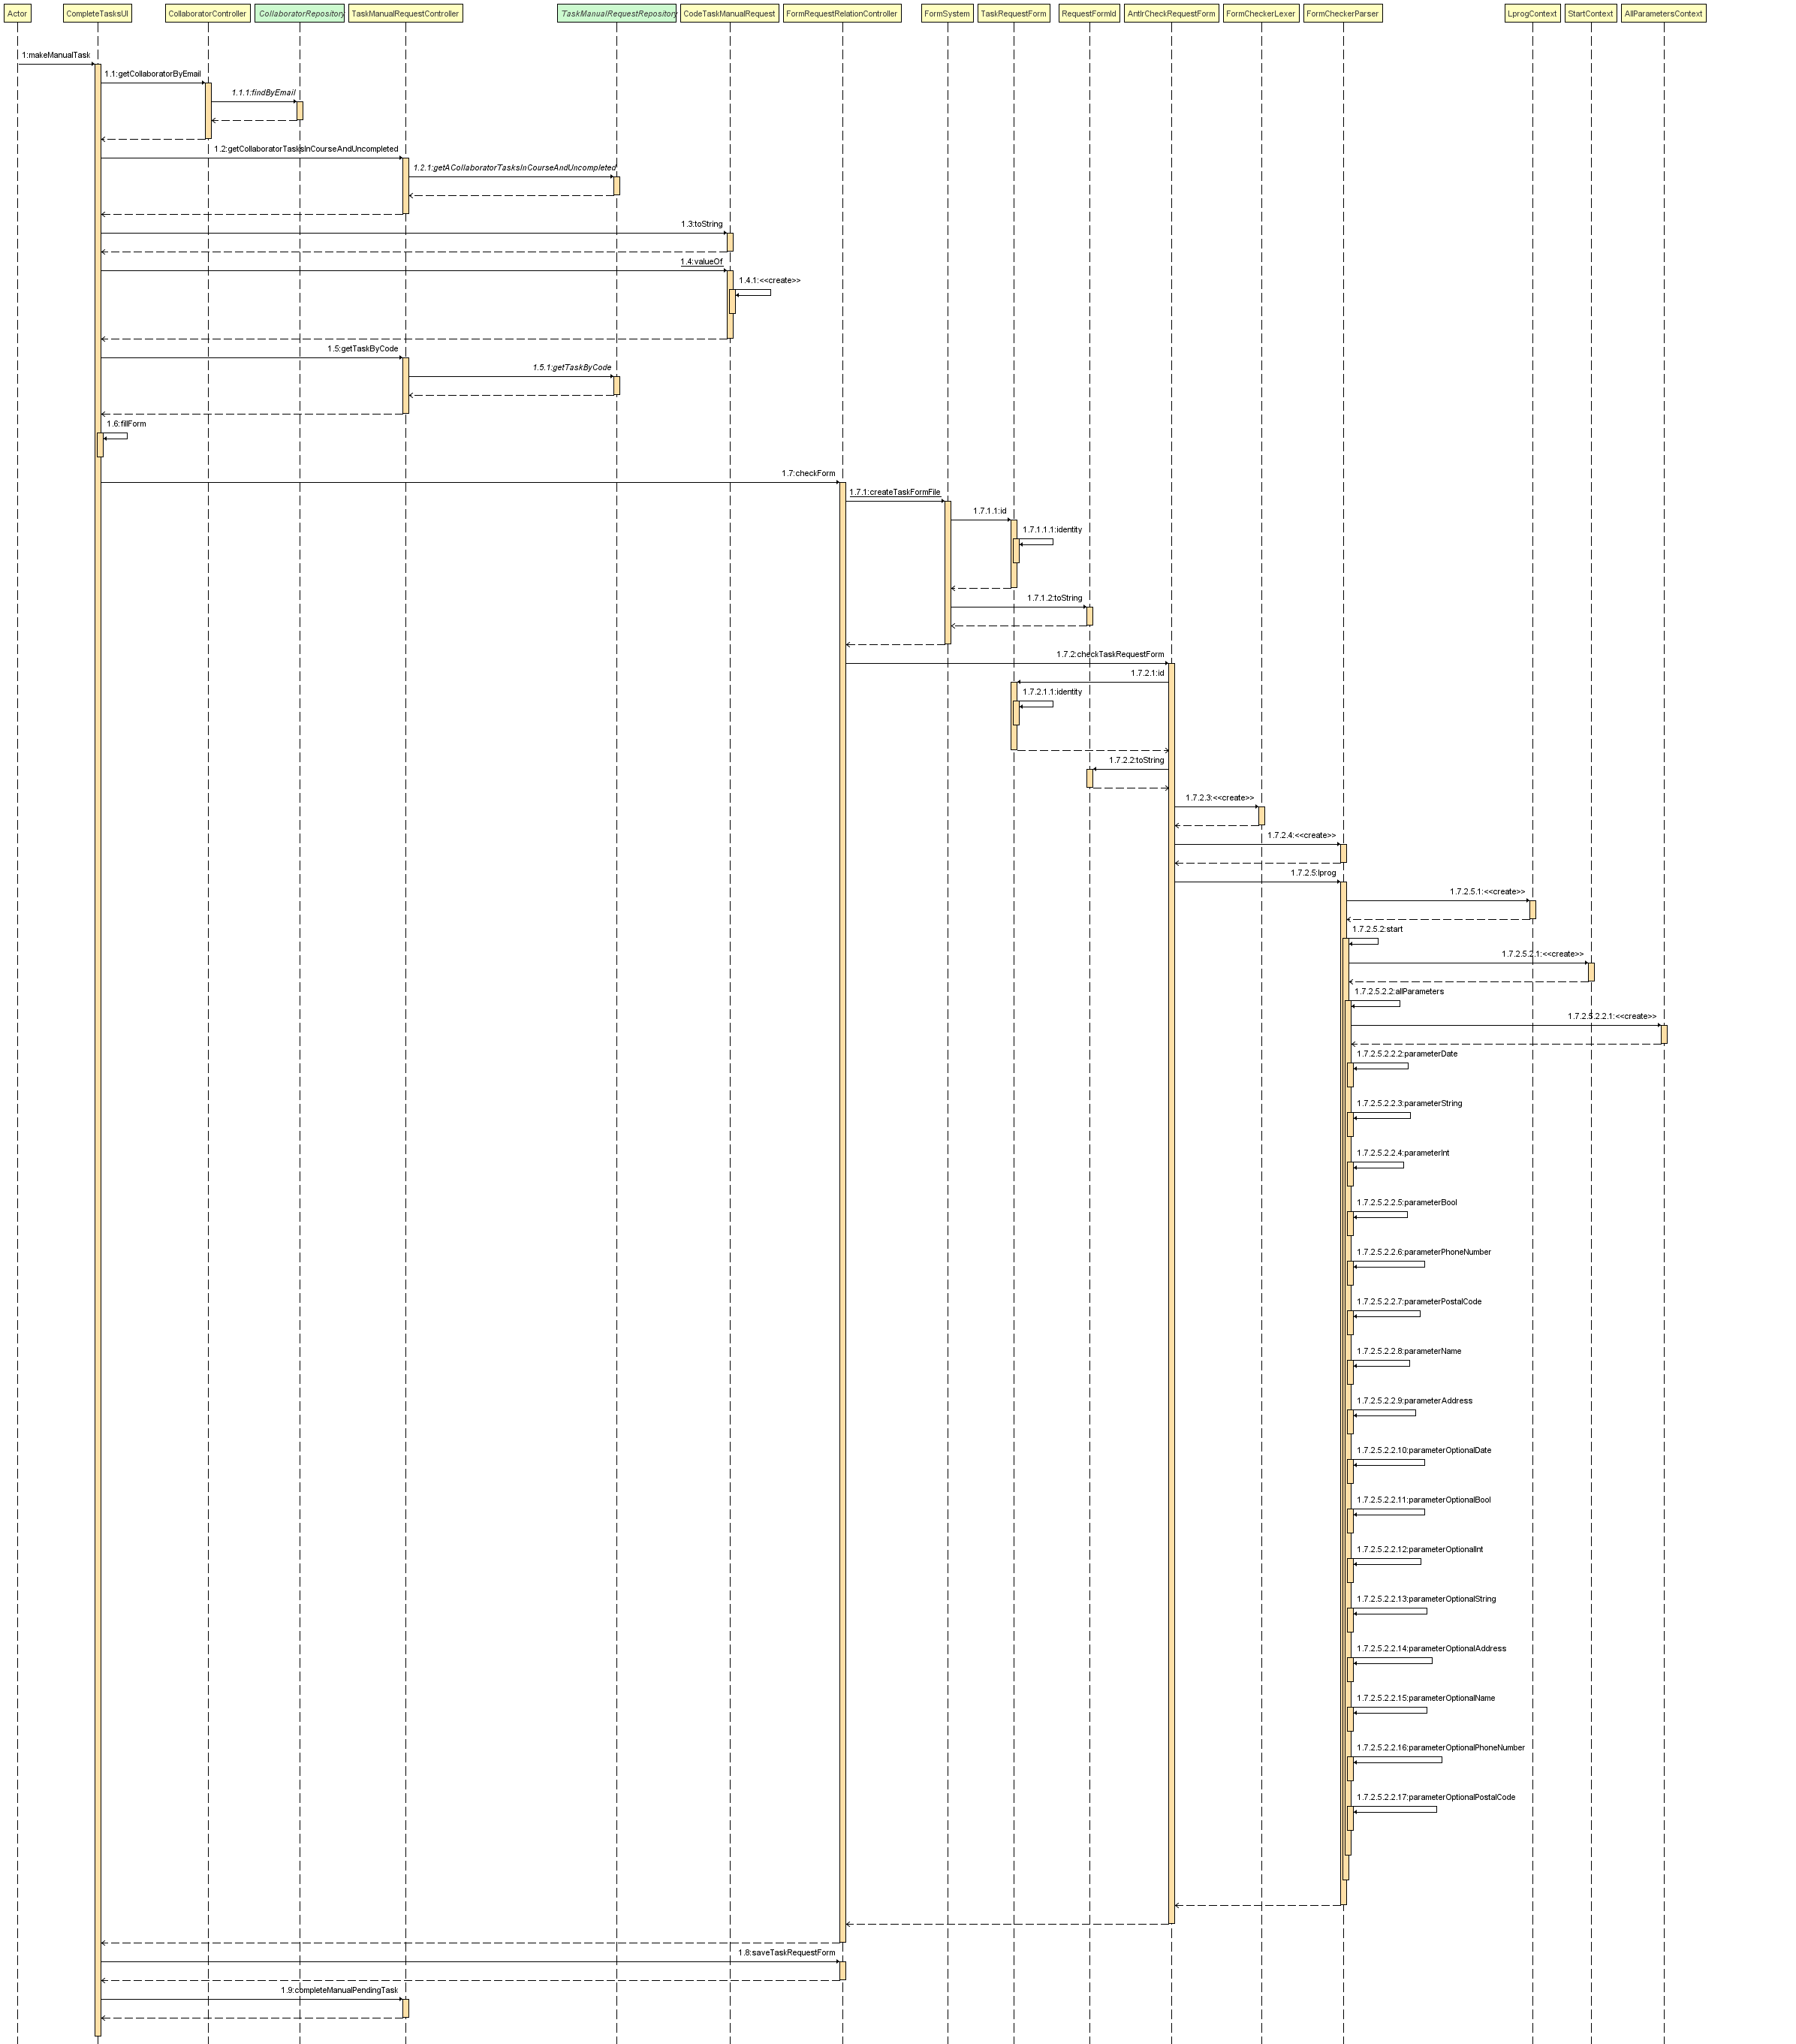 Actor
CompleteTasksUI
CollaboratorController
CollaboratorRepository
TaskManualRequestController
TaskManualRequestRepository
CodeTaskManualRequest
FormRequestRelationController
FormSystem
TaskRequestForm
RequestFormId
AntlrCheckRequestForm
FormCheckerLexer
FormCheckerParser
LprogContext
StartContext
AllParametersContext
1:makeManualTask
1.1:getCollaboratorByEmail
1.1.1:findByEmail
1.2:getCollaboratorTasksInCourseAndUncompleted
1.2.1:getACollaboratorTasksInCourseAndUncompleted
1.3:toString
1.4:valueOf
1.4.1:<<create>>
1.5:getTaskByCode
1.5.1:getTaskByCode
1.6:fillForm
1.7:checkForm
1.7.1:createTaskFormFile
1.7.1.1:id
1.7.1.1.1:identity
1.7.1.2:toString
1.7.2:checkTaskRequestForm
1.7.2.1:id
1.7.2.1.1:identity
1.7.2.2:toString
1.7.2.3:<<create>>
1.7.2.4:<<create>>
1.7.2.5:lprog
1.7.2.5.1:<<create>>
1.7.2.5.2:start
1.7.2.5.2.1:<<create>>
1.7.2.5.2.2:allParameters
1.7.2.5.2.2.1:<<create>>
1.7.2.5.2.2.2:parameterDate
1.7.2.5.2.2.3:parameterString
1.7.2.5.2.2.4:parameterInt
1.7.2.5.2.2.5:parameterBool
1.7.2.5.2.2.6:parameterPhoneNumber
1.7.2.5.2.2.7:parameterPostalCode
1.7.2.5.2.2.8:parameterName
1.7.2.5.2.2.9:parameterAddress
1.7.2.5.2.2.10:parameterOptionalDate
1.7.2.5.2.2.11:parameterOptionalBool
1.7.2.5.2.2.12:parameterOptionalInt
1.7.2.5.2.2.13:parameterOptionalString
1.7.2.5.2.2.14:parameterOptionalAddress
1.7.2.5.2.2.15:parameterOptionalName
1.7.2.5.2.2.16:parameterOptionalPhoneNumber
1.7.2.5.2.2.17:parameterOptionalPostalCode
1.8:saveTaskRequestForm
1.9:completeManualPendingTask